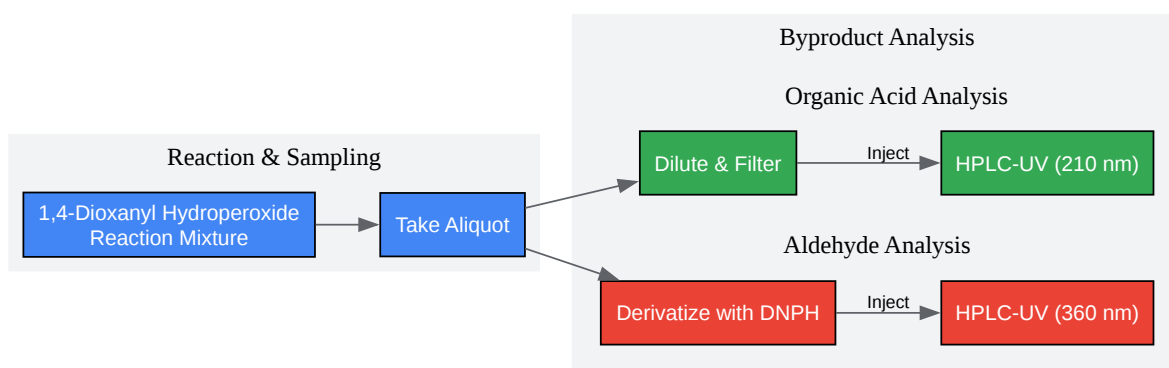 Byproduct Analysis
Organic Acid Analysis
Reaction & Sampling
Dilute & Filter
Inject
HPLC-UV (210 nm)
1,4-Dioxanyl Hydroperoxide
Reaction Mixture
Take Aliquot
Aldehyde Analysis
Derivatize with DNPH
Inject
HPLC-UV (360 nm)